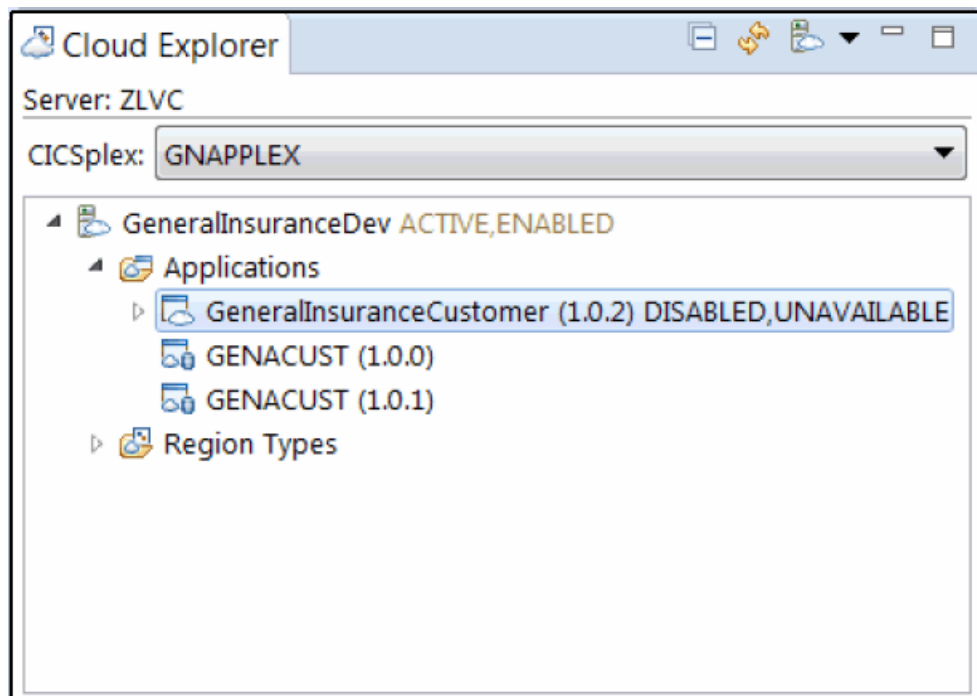 Cloud Explorer
Server: ZLVC
CICSplex: GNAPPLEX
GeneralInsuranceDev ACTIVE,ENABLED
Applications
GeneralInsuranceCustomer (1.0.2) DISABLED,UNAVAILABLE
GENACUST (1.0.0)
GENACUST (1.0.1)
Region Types